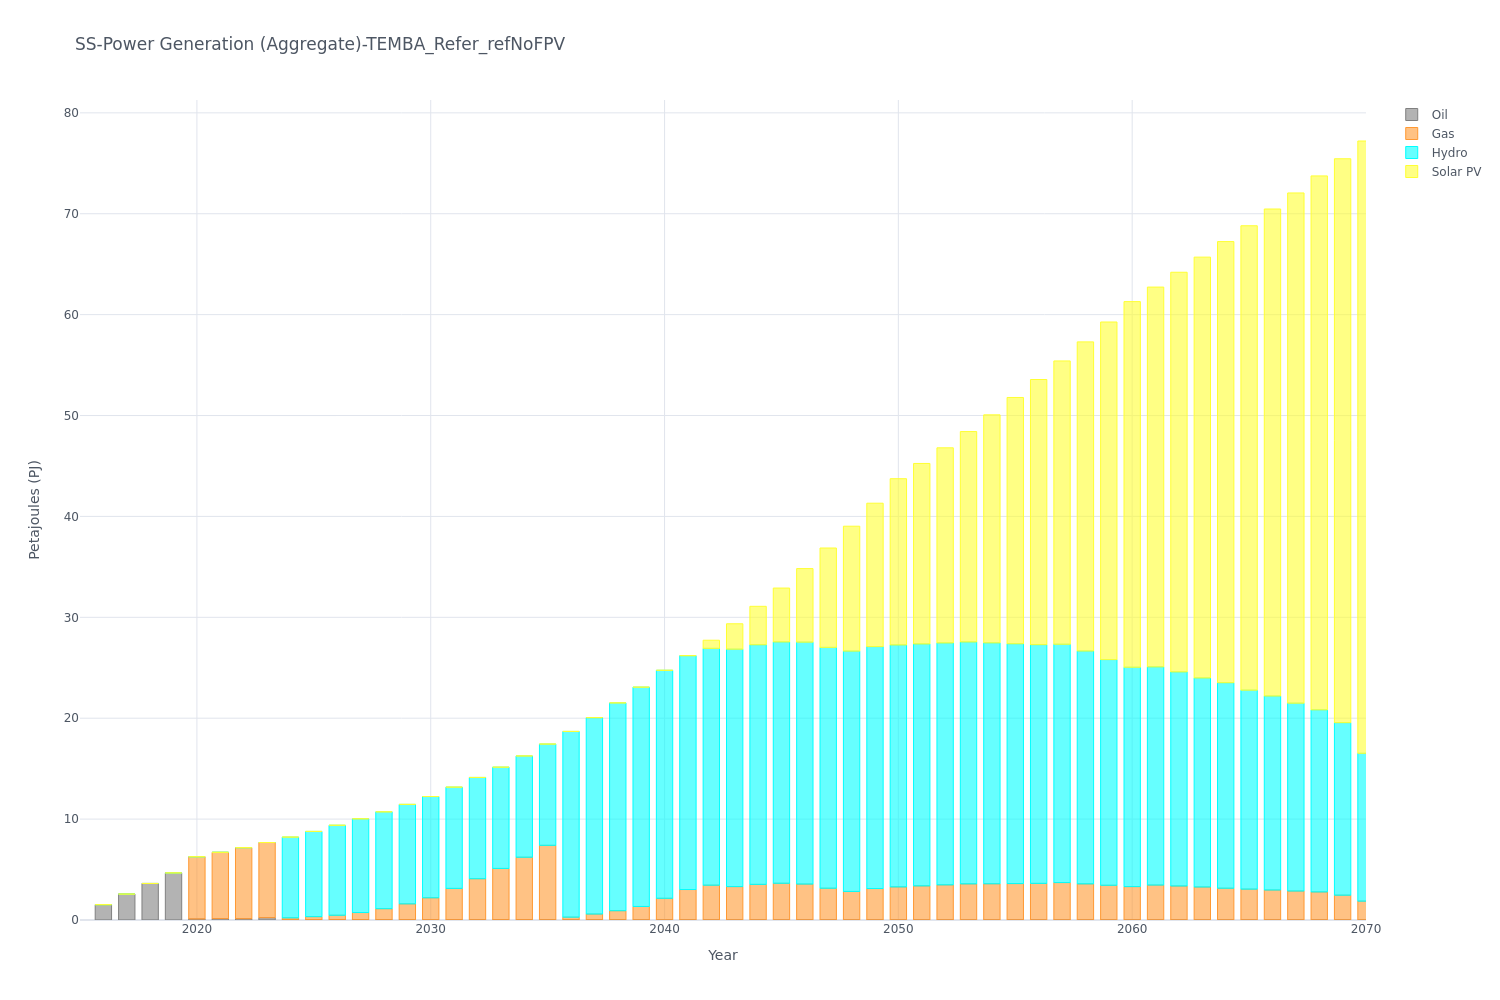 SS-Power Generation (Aggregate)-TEMBA_Refer_refNoFPV
80
70
60
50
40
30
20
10
0
Petajoules (PJ)
2020
2030
2040
2050
2060
2070
Year
Oil
Gas
Hydro
Solar PV